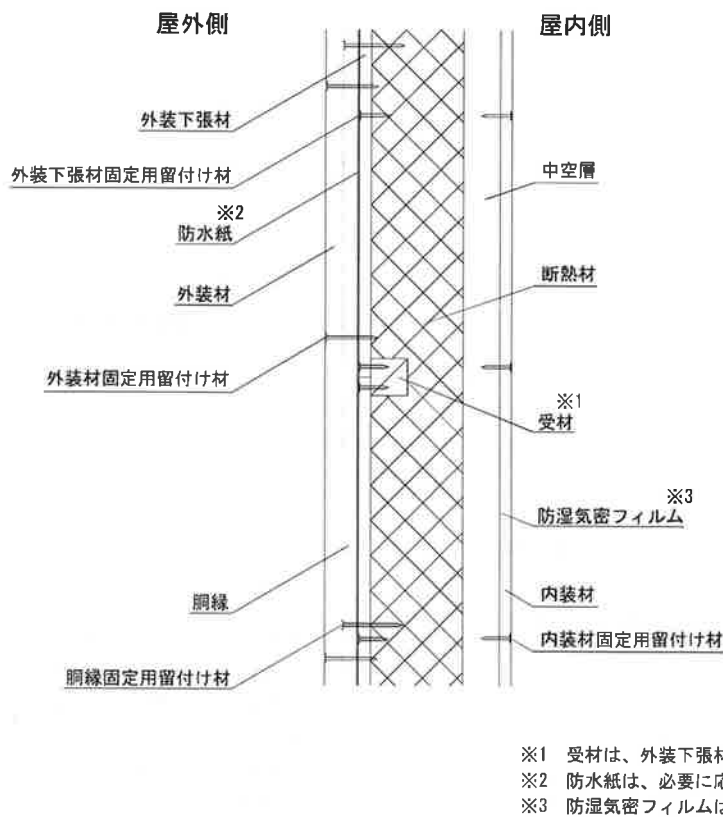 屋外側
屋内側
外装下張材
外装下張材固定用留付け材
※2
防水紙
外装材
外装材固定用留付け材
胴縁
胴縁固定用留付け材
中空層
断熱材
※1
受材
※3
防湿気密フィルム
内装材
内装材固定用留付け材
※1 受材は、外装下張材
※2 防水紙は、必要に応
※3 防湿気密フィルムは